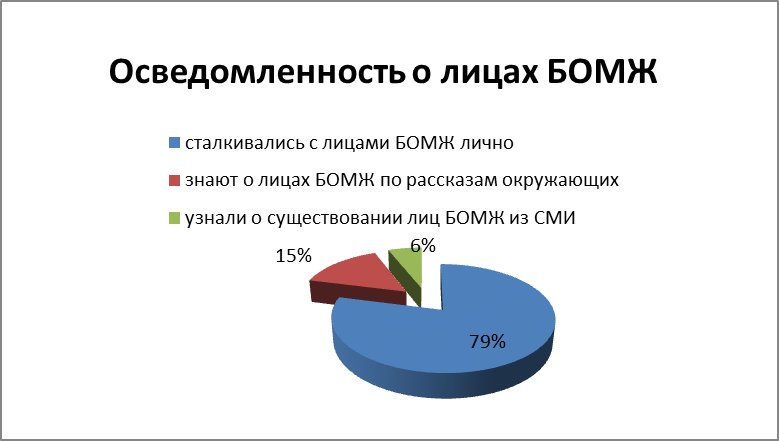 Осведомленность о лицах БОМЖ
сталкивались с лицами БОМЖ лично
знают о лицах БОМЖ по рассказам окружающих
узнали о существовании лиц БОМЖ из СМИ
6%
15%
79%